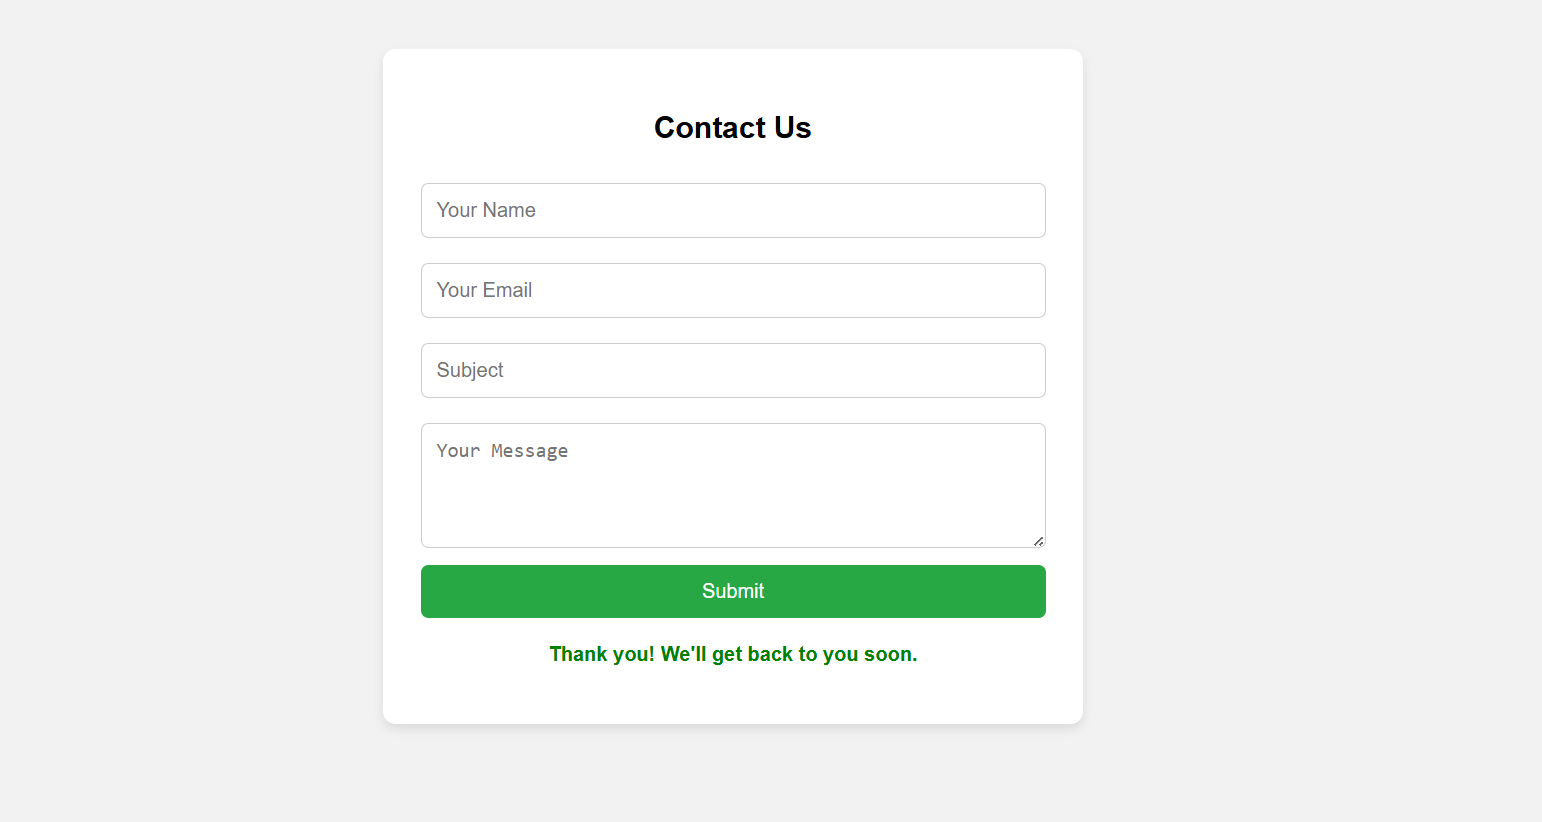 Contact Us
Your Name
Your Email
Subject
Your Message
Submit
Thank you! We'll get back to you soon.